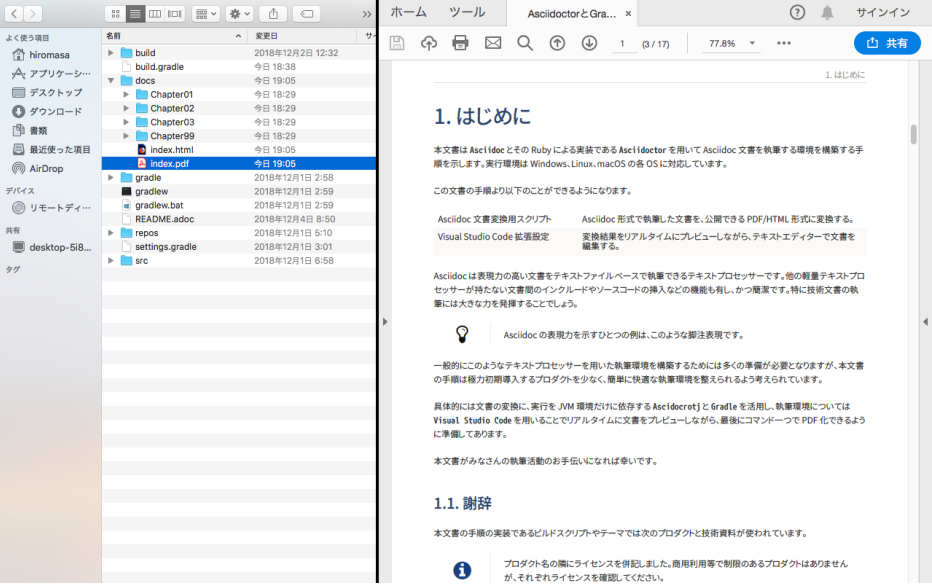 名前
変更日
サー
よく使う項目
hiromasa
アプリケーシ…
デスクトップ
ダウンロード
書類
最近使った項目
AirDrop
デバイス
リモートディ…
共有
desktop-5i8...
タグ
build 2018年12月2日 12:32
build.gradle 今日 18:38
docs 今日 19:05
Chapter01 今日 18:29
Chapter02 今日 18:29
Chapter03 今日 18:29
Chapter99 今日 18:29
index.html 今日 19:05
index.pdf 今日 19:05
gradle 2018年12月1日 2:58
gradlew 2018年12月1日 2:59
gradlew.bat 2018年12月1日 2:59
README.adoc 2018年12月4日 8:50
repos 2018年12月1日 5:10
settings.gradle 2018年12月1日 3:01
src 2018年12月1日 6:58
ホーム ツール AsciidoctorとGra... × サインイン
1 (3 / 17) 77.8% 共有
1. はじめに
1. はじめに
本文書は Asciidoc とその Ruby による実装である Asciidoctor を用いて Asciidoc 文書を執筆する環境を構築する手
順を示します。実行環境は Windows、Linux、macOS の各 OS に対応しています。
この文書の手順より以下のことができるようになります。
Asciidoc 文書変換用スクリプト Asciidoc 形式で執筆した文書を、公開できる PDF/HTML 形式に変換する。
Visual Studio Code 拡張設定 変換結果をリアルタイムにプレビューしながら、テキストエディターで文書を
編集する。
Asciidoc は表現力の高い文書をテキストファイルベースで執筆できるテキストプロセッサーです。他の軽量テキストプロ
セッサーが持たない文書間のインクルードやソースコードの挿入などの機能も有し、かつ簡潔です。特に技術文書の執
筆には大きな力を発揮することでしょう。
Asciidoc の表現力を示すひとつの例は、このような脚注表現です。
一般的にこのようなテキストプロセッサーを用いた執筆環境を構築するためには多くの準備が必要となりますが、本文書
の手順は極力初期導入するプロダクトを少なく、簡単に快適な執筆環境を整えられるよう考えられています。
具体的には文書の変換に、実行を JVM 環境だけに依存する Ascidocrotj と Gradle を活用し、執筆環境については
Visual Studio Code を用いることでリアルタイムに文書をプレビューしながら、最後にコマンド一つで PDF 化できるよう
に準備してあります。
本文書がみなさんの執筆活動のお手伝いになれば幸いです。
1.1. 謝辞
本文書の手順の実装であるビルドスクリプトやテーマでは次のプロダクトと技術資料が使われています。
プロダクト名の隣にライセンスを併記しました。商用利用等で制限のあるプロダクトはありません
が、それぞれライセンスを確認してください。